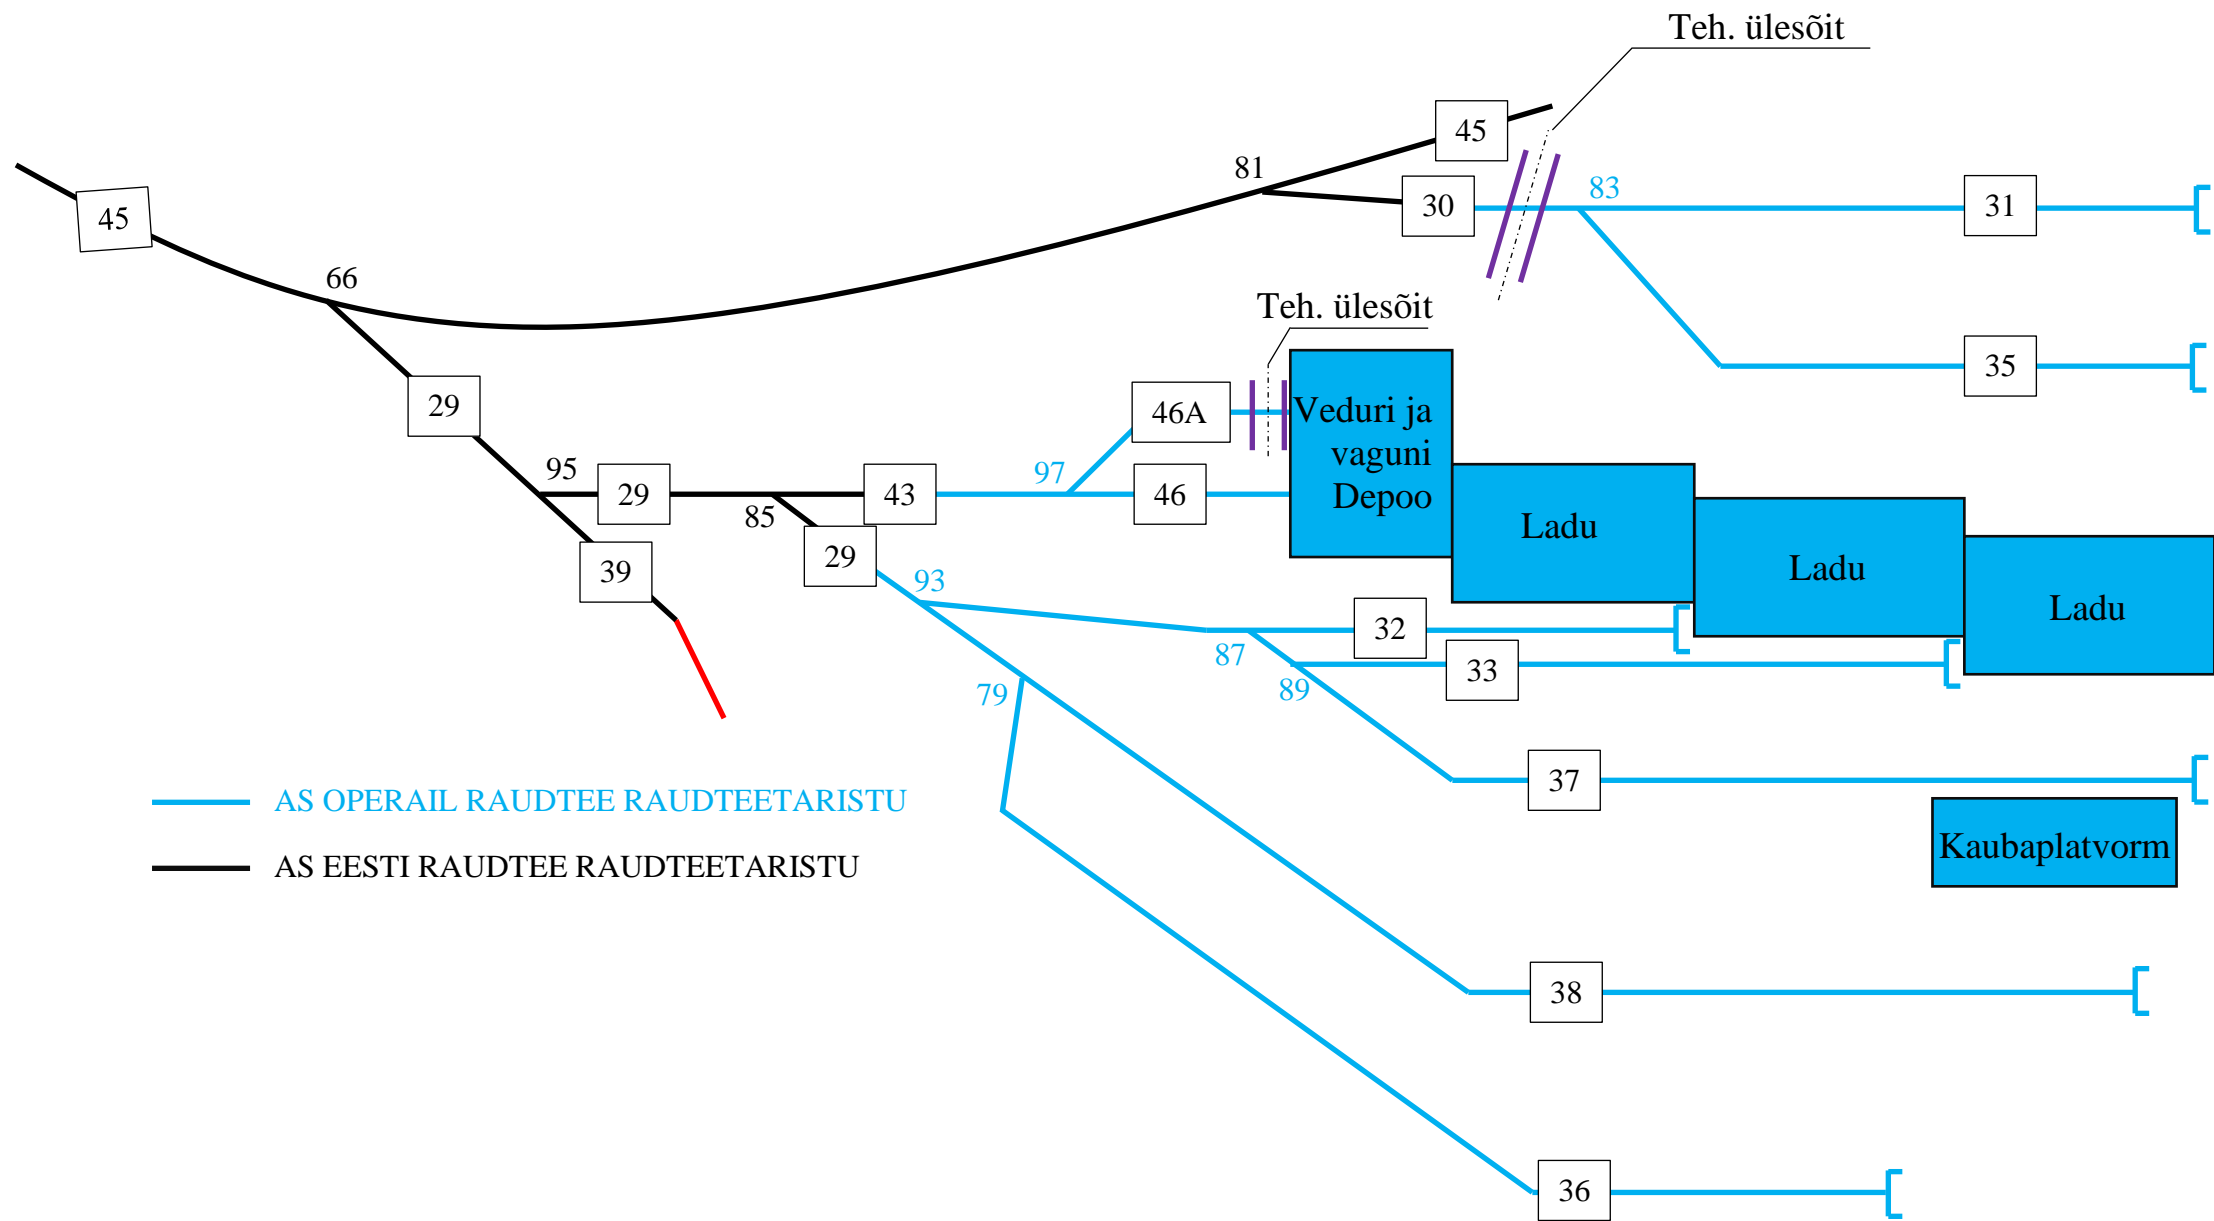 Teh. ülesõit
45
81
30
83
31
45
66
Teh. ülesõit
35
29
46A
Veduri ja
vaguni
Depoo
95
29
85
43
97
46
Ladu
Ladu
Ladu
39
29
93
32
87
33
89
79
37
AS OPERAIL RAUDTEE RAUDTEETARISTU
AS EESTI RAUDTEE RAUDTEETARISTU
Kaubaplatvorm
38
36